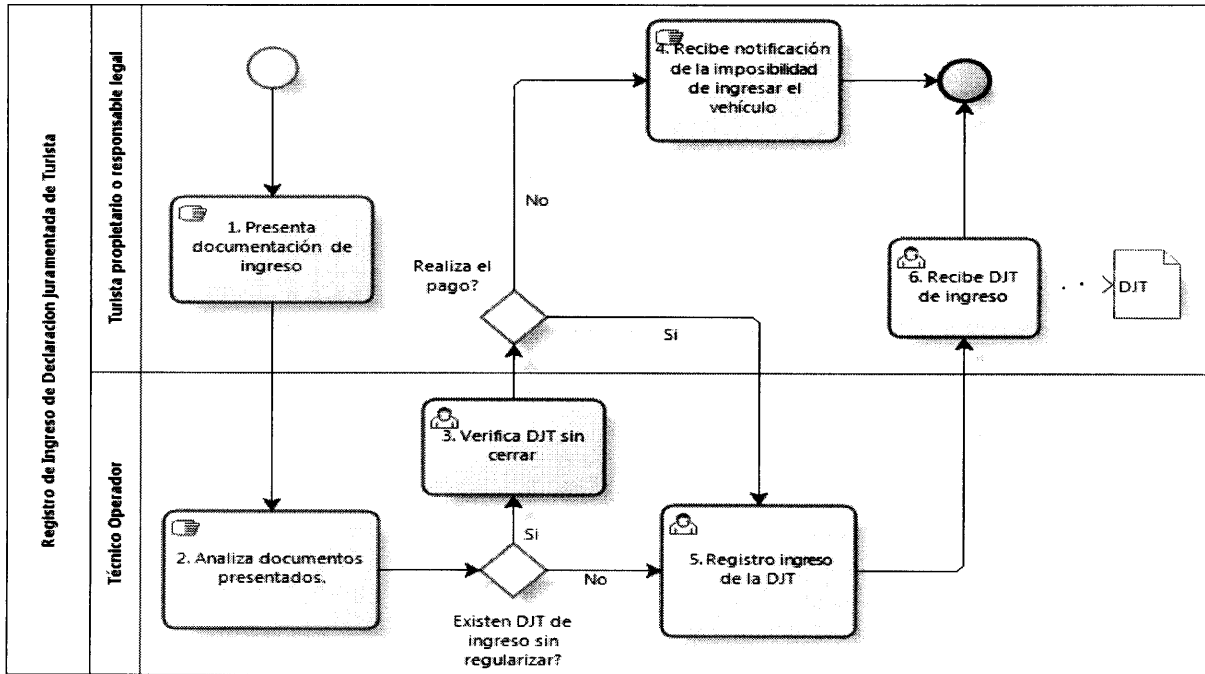 Registro de Ingreso de Declaracion Juramentada de Turista
Turista propietario o responsable legal
1. Presenta
documentación de
ingreso
Realiza el
pago?
No
Si
4. Recibe notificación
de la imposibilidad
de ingresar el
vehículo
6. Recibe DJT
de ingreso
DJT
Técnico Operador
2. Analiza documentos
presentados.
3. Verifica DJT sin
cerrar
Si
No
Existen DJT de
ingreso sin
regularizar?
5. Registro ingreso
de la DJT